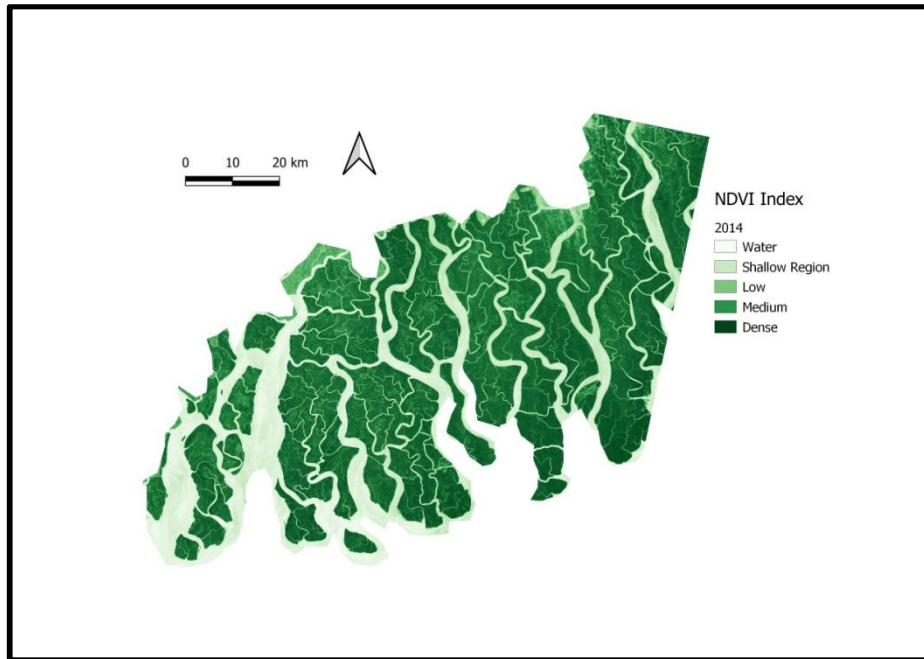 0 10 20 km
NDVI Index
2014
Water
Shallow Region
Low
Medium
Dense